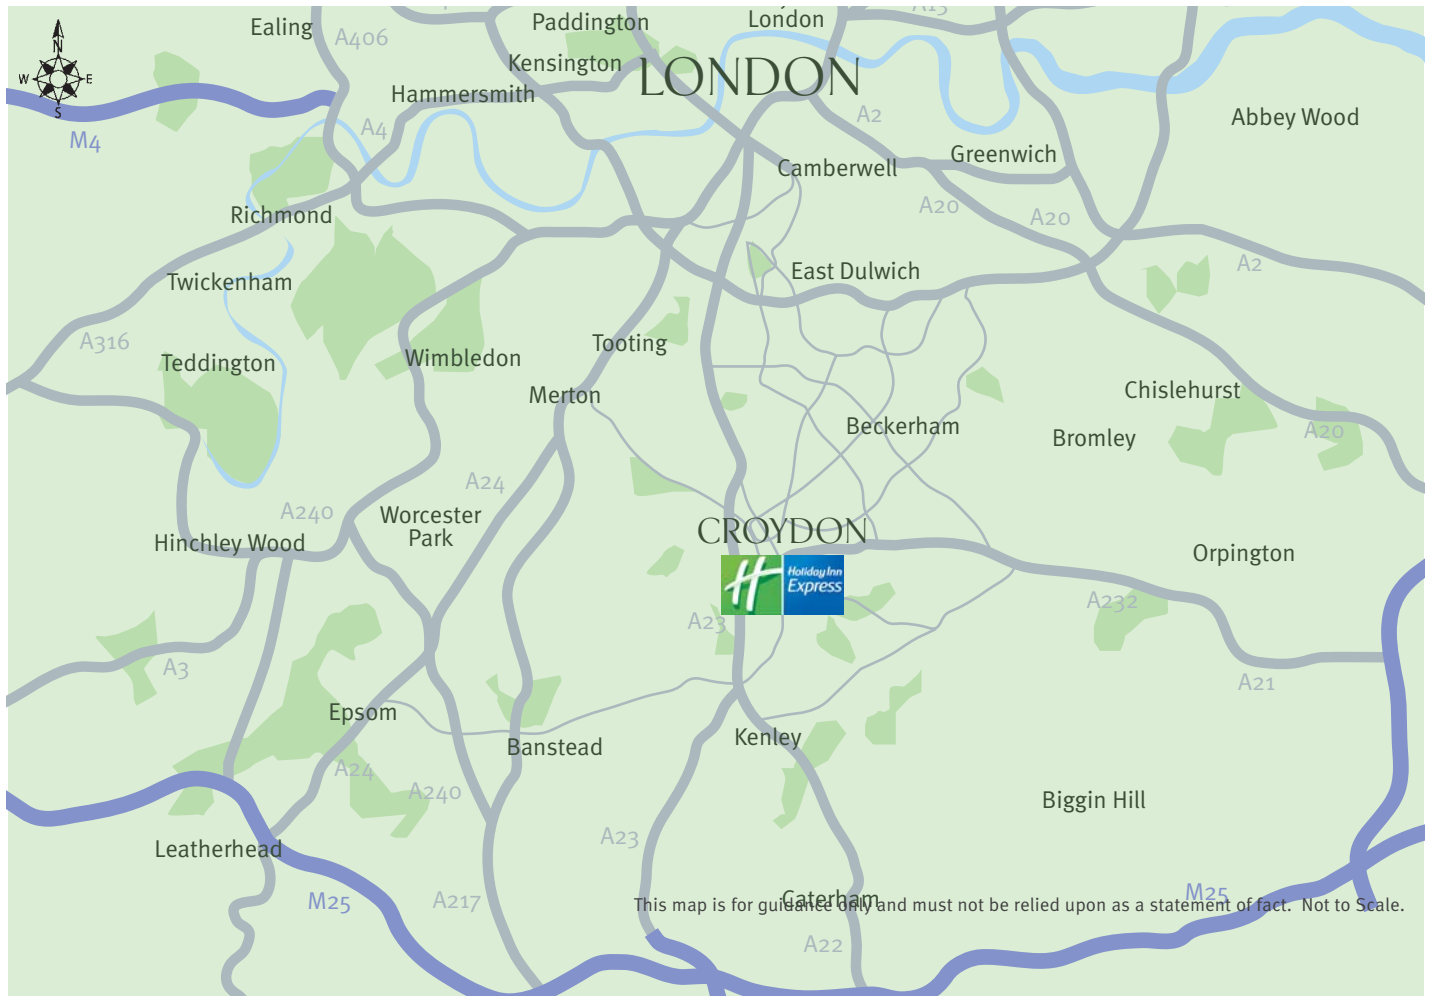 Ealing
A406
Paddington
London
A13
Kensington
LONDON
Hammersmith
N
W
E
S
M4
A4
A2
Abbey Wood
Camberwell
Greenwich
Richmond
A20
A20
Twickenham
East Dulwich
A2
A316
Teddington
Wimbledon
Tooting
Merton
Chislehurst
Beckerham
Bromley
A20
A24
A240
Worcester
Park
CROYDON
Hinchley Wood
Orpington
H
Holiday Inn
Express
A232
A23
A3
A21
Epsom
Banstead
Kenley
A24
A240
Biggin Hill
A23
Leatherhead
M25
A217
Caterham
M25
This map is for guidance only and must not be relied upon as a statement of fact. Not to Scale.
A22